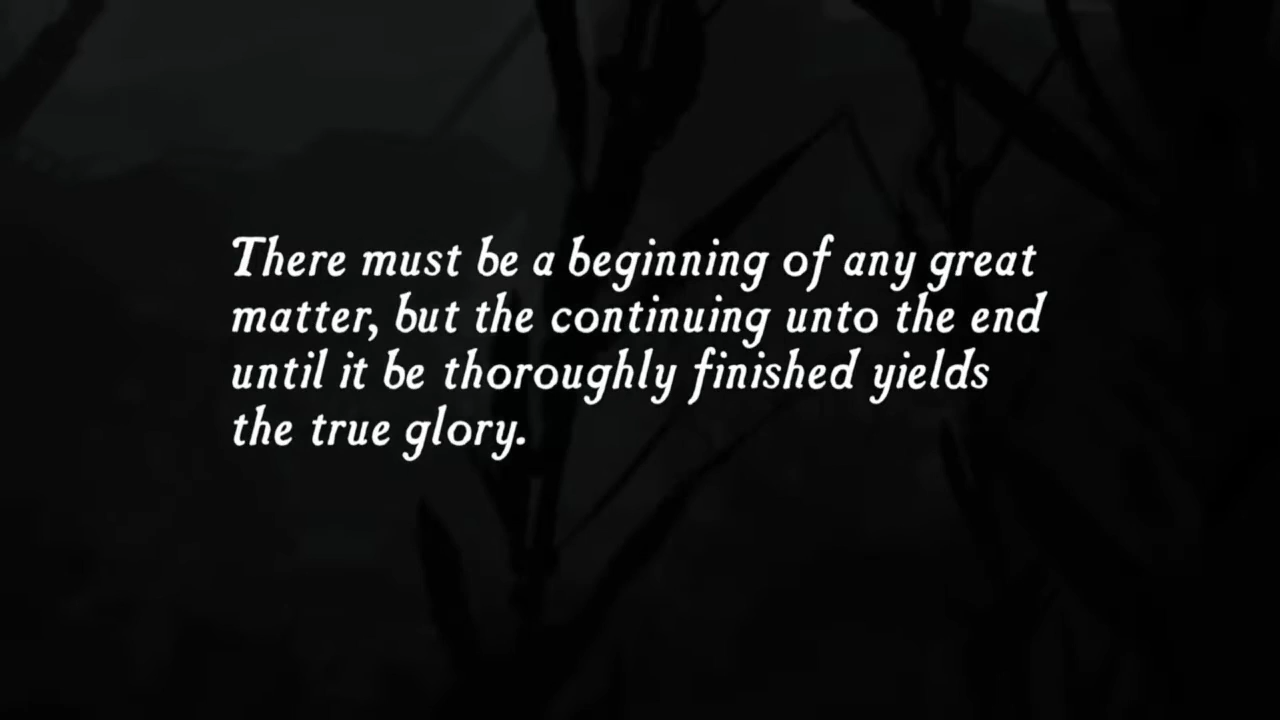 There must be a beginning of any great
matter, but the continuing unto the end
until it be thoroughly finished yields
the true glory.